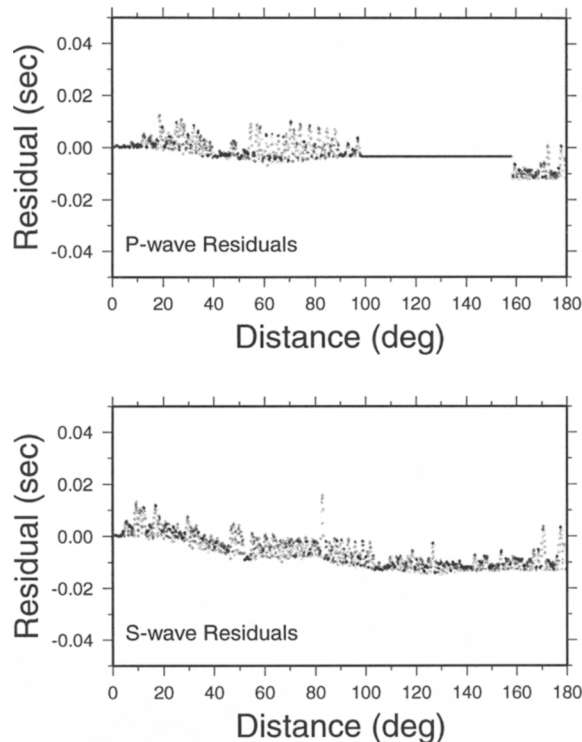 0.04
0.02
0.00
-0.02
-0.04
Residual (sec)
P-wave Residuals
0 20 40 60 80 100 120 140 160 180
Distance (deg)
0.04
0.02
0.00
-0.02
-0.04
Residual (sec)
S-wave Residuals
0 20 40 60 80 100 120 140 160 180
Distance (deg)